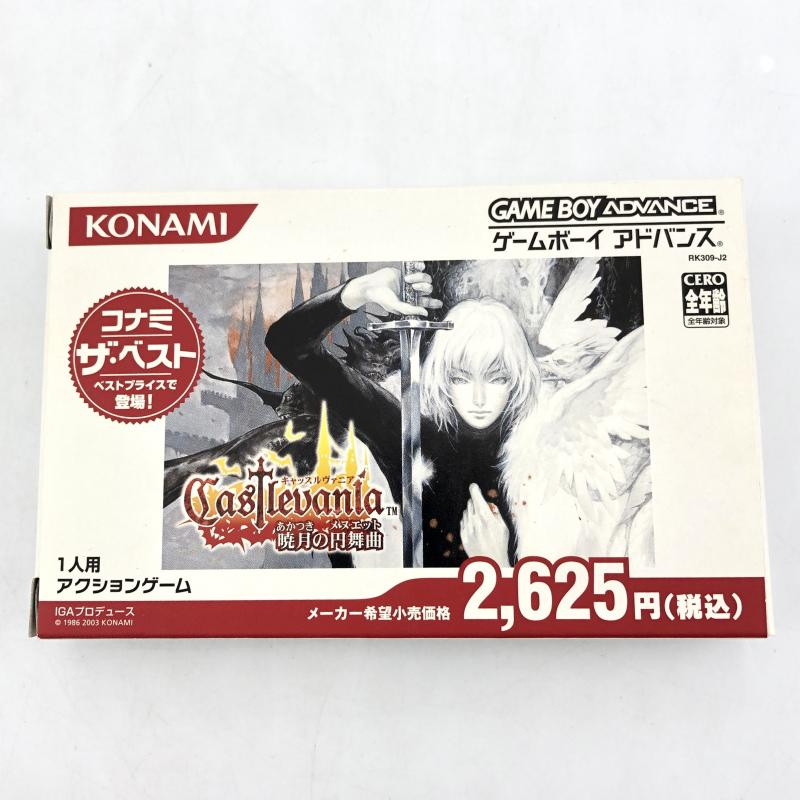 KONAMI
GAME BOY ADVANCE®
ゲームボーイ アドバンス®
RK309-J2
CERO
全年齢
全年齢対象
コナミ
ザ・ベスト
ベストプライスで
登場!
キャッスルヴァニア
Castlevania™
あかつき メヌエット
暁月の円舞曲
1人用
アクションゲーム
IGAプロデュース
© 1986 2003 KONAMI
メーカー希望小売価格 2,625円(税込)